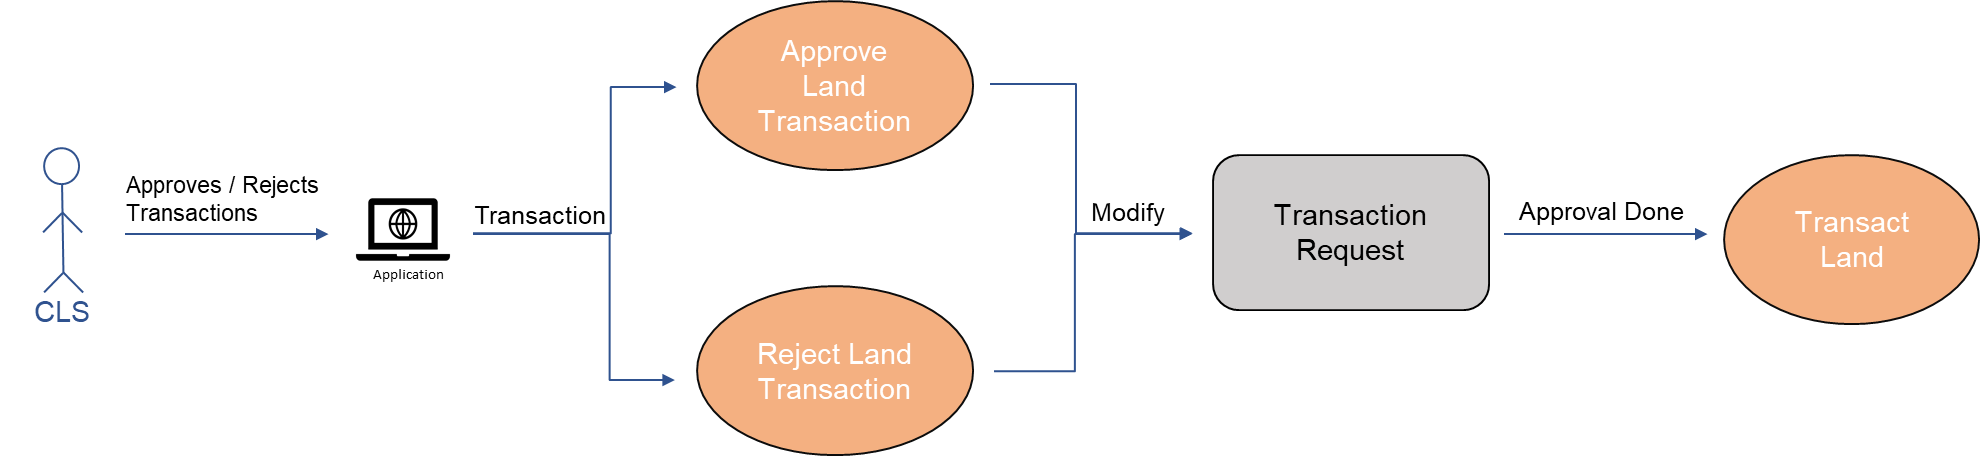 CLS
Approves / Rejects
Transactions
Application
Transaction
Approve
Land
Transaction
Reject Land
Transaction
Modify
Transaction
Request
Approval Done
Transact
Land